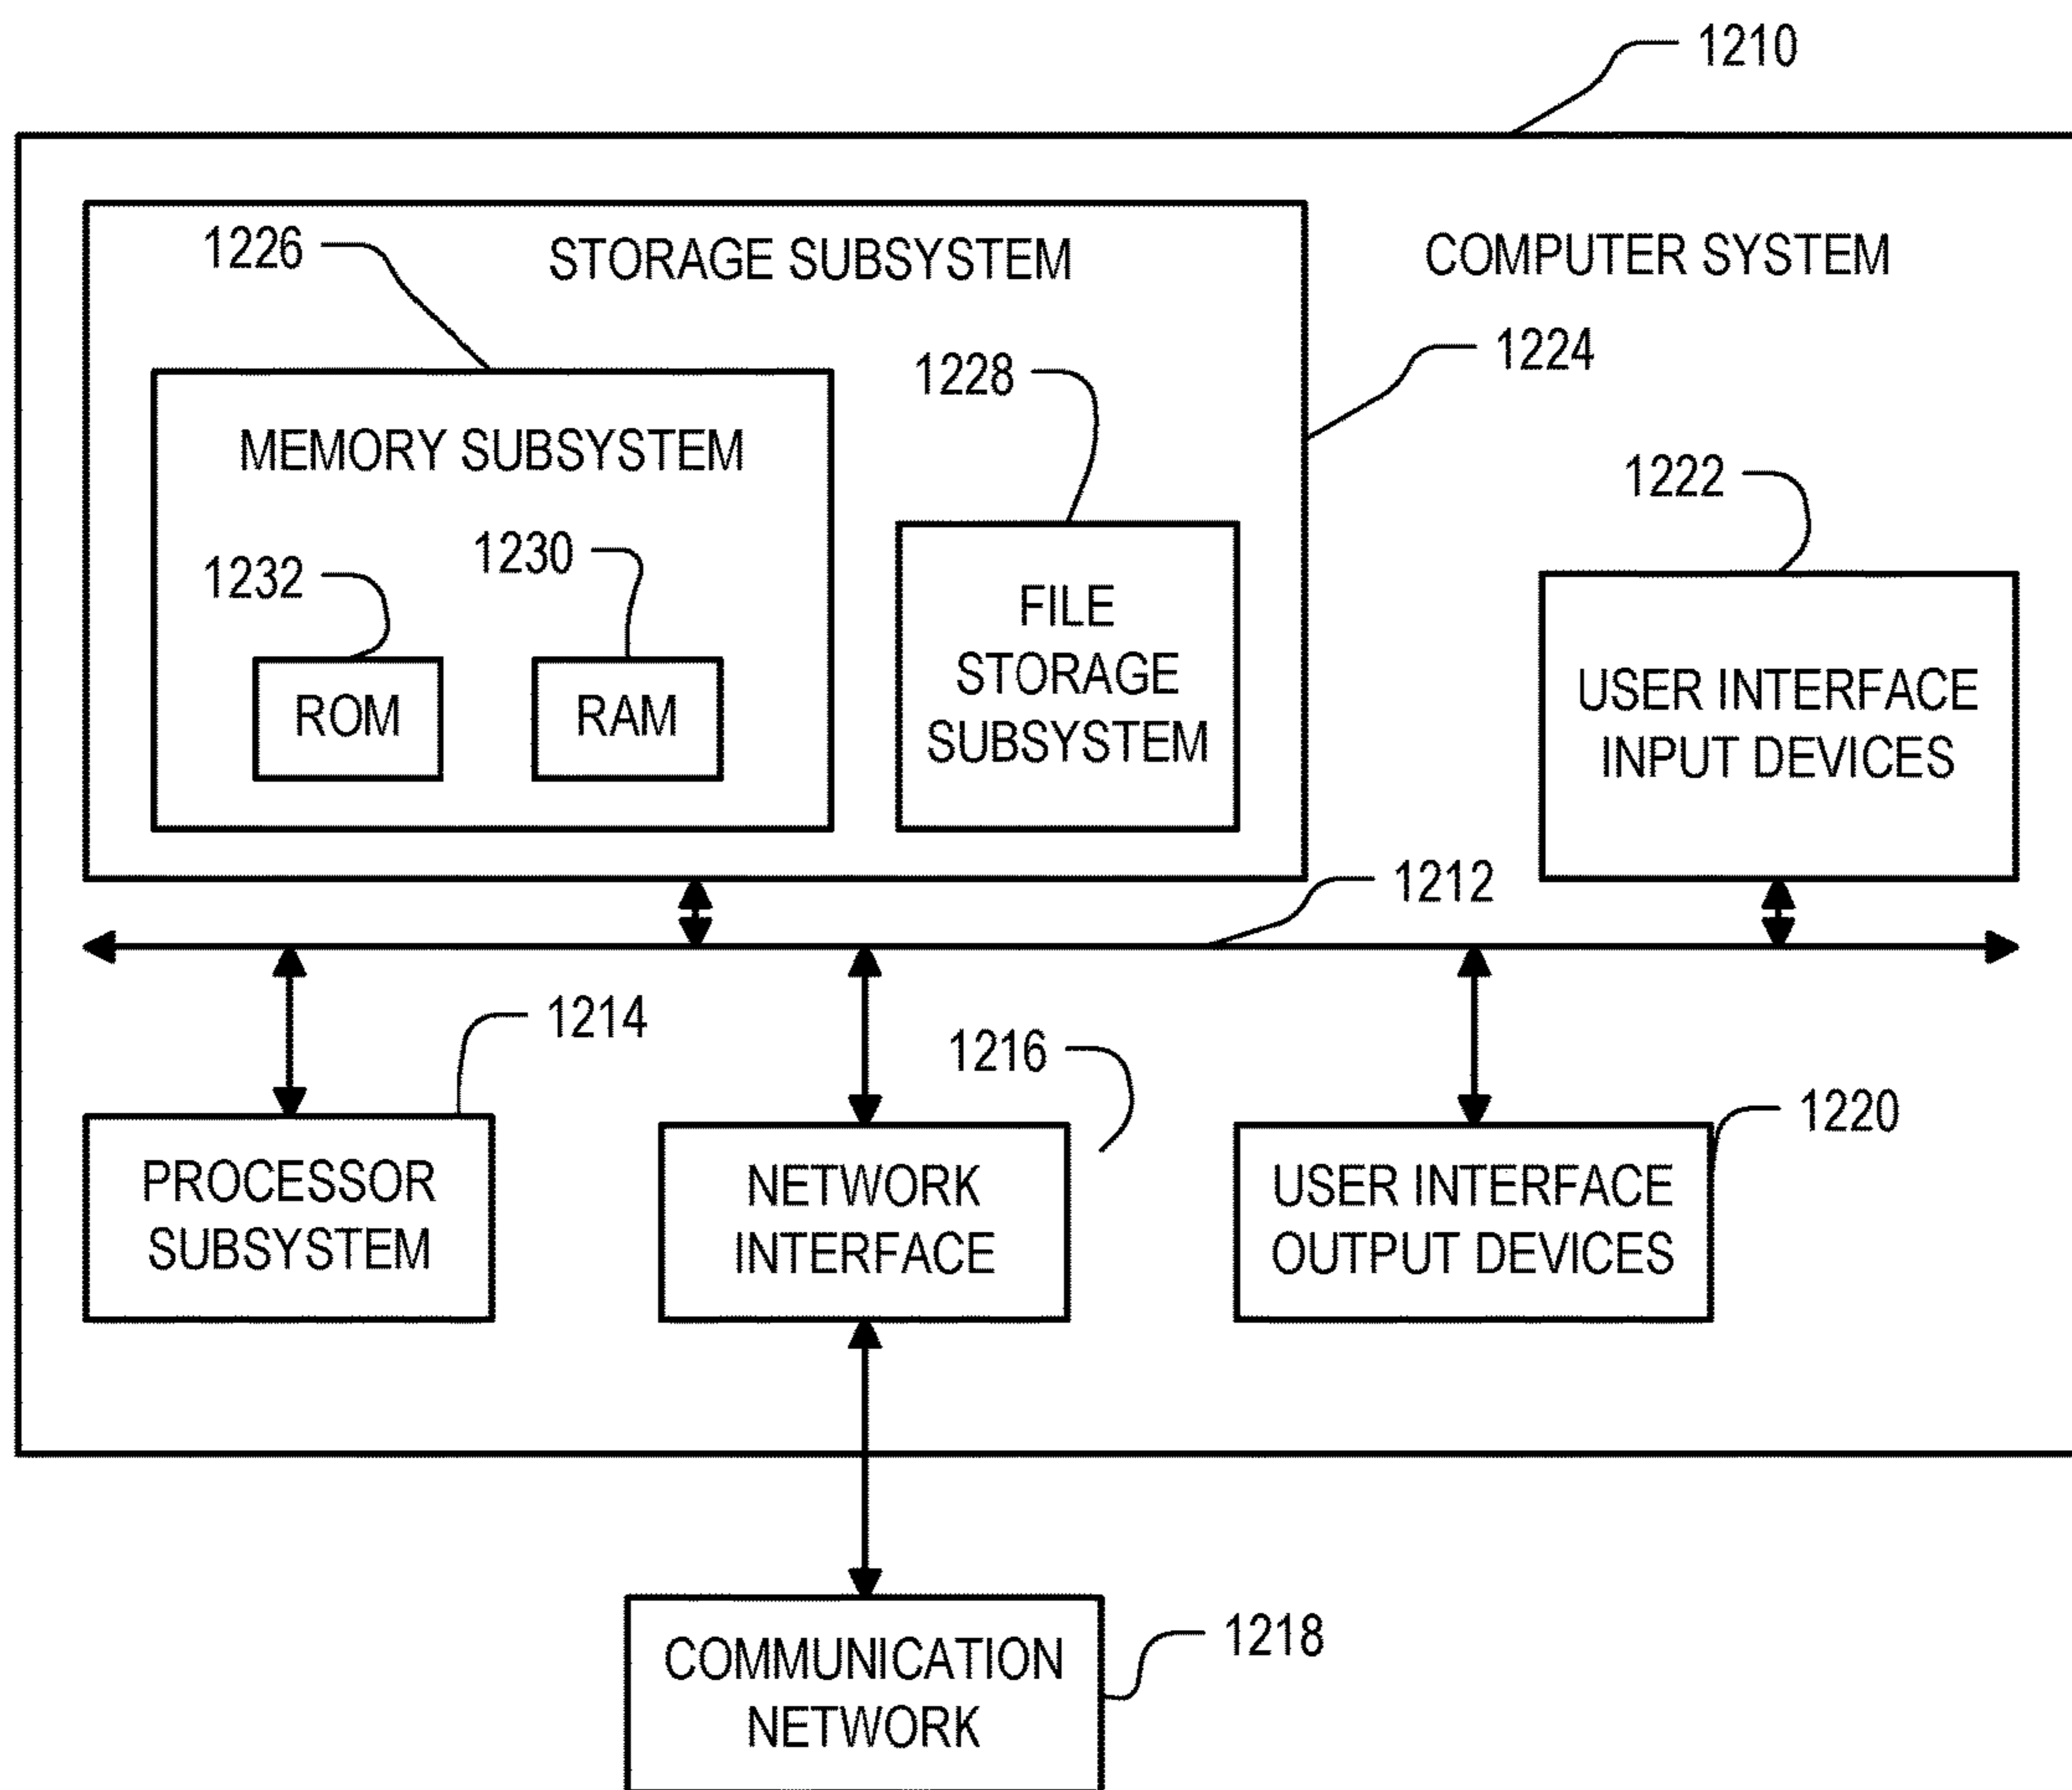 1210
1226
STORAGE SUBSYSTEM
COMPUTER SYSTEM
1224
1228
MEMORY SUBSYSTEM
1222
1232
1230
FILE
STORAGE
SUBSYSTEM
ROM
RAM
USER INTERFACE
INPUT DEVICES
1212
1214
1216
1220
PROCESSOR
SUBSYSTEM
NETWORK
INTERFACE
USER INTERFACE
OUTPUT DEVICES
COMMUNICATION
NETWORK
1218